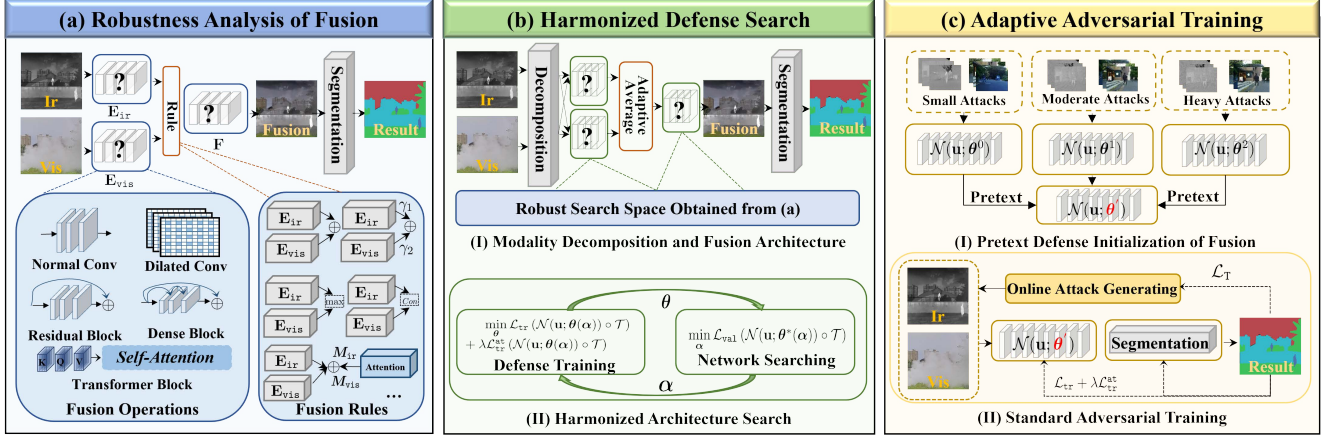 (a) Robustness Analysis of Fusion
Ir
?
E_ir
Vis
?
E_vis
Rule
?
F
Fusion
Segmentation
Result
Normal Conv
Dilated Conv
Residual Block
Dense Block
K Q V
Self-Attention
Transformer Block
Fusion Operations
E_ir
E_vis
E_ir
E_vis
γ1
γ2
E_ir
E_vis
max
E_ir
E_vis
Con
E_ir
E_vis
M_ir
M_vis
Attention
...
Fusion Rules
(b) Harmonized Defense Search
Ir
Vis
Decomposition
?
?
Adaptive
Average
?
Fusion
Segmentation
Result
Robust Search Space Obtained from (a)
(I) Modality Decomposition and Fusion Architecture
θ
min_θ ℒ_tr (𝒩(u; θ(α)) ∘ 𝒯)
+ λℒ_tr^at (𝒩(u; θ(α)) ∘ 𝒯)
Defense Training
min_α ℒ_val (𝒩(u; θ*(α)) ∘ 𝒯)
Network Searching
α
(II) Harmonized Architecture Search
(c) Adaptive Adversarial Training
Small Attacks
Moderate Attacks
Heavy Attacks
𝒩(u; θ^0)
𝒩(u; θ^1)
𝒩(u; θ^2)
Pretext
Pretext
𝒩(u; θ')
(I) Pretext Defense Initialization of Fusion
Ir
Vis
Online Attack Generating
ℒ_T
𝒩(u; θ')
Segmentation
Result
ℒ_tr + λℒ_tr^at
(II) Standard Adversarial Training